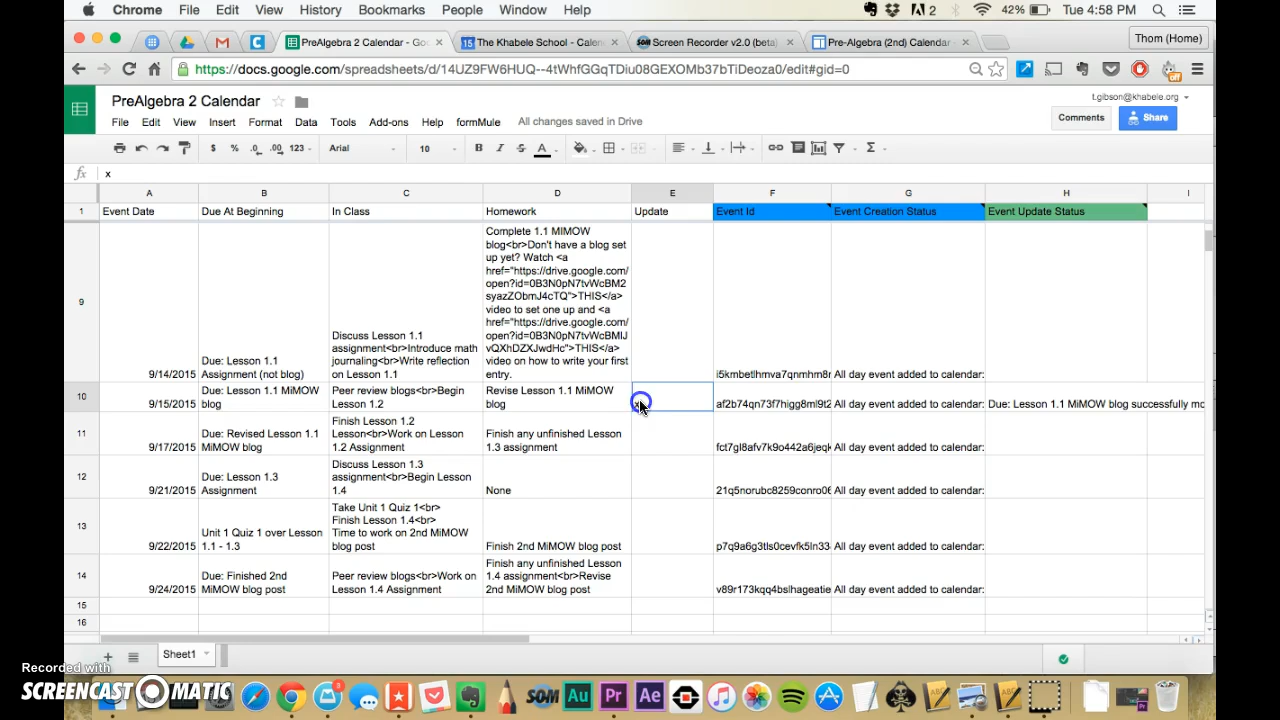 Chrome File Edit View History Bookmarks People Window Help 2 42% Tue 4:58 PM
PreAlgebra 2 Calendar - Goo The Khabele School - Calen Screen Recorder v2.0 (beta) Pre-Algebra (2nd) Calendar Thom (Home)
https://docs.google.com/spreadsheets/d/14UZ9FW6HUQ--4tWhfGGqTDiu08GEXOMb37bTiDeoza0/edit#gid=0
PreAlgebra 2 Calendar t.gibson@khabele.org
File Edit View Insert Format Data Tools Add-ons Help formMule All changes saved in Drive Comments Share
$ % .0 .00 123 Arial 10 B I S A Σ
fx x
A B C D E F G H I
1 Event Date Due At Beginning In Class Homework Update Event Id Event Creation Status Event Update Status
Complete 1.1 MIMOW
blog<br>Don't have a blog set
up yet? Watch <a
href="https://drive.google.com/
open?id=0B3N0pN7tvWcBM2
syazZObmJ4cTQ">THIS</a>
video to set one up and <a
href="https://drive.google.com/
open?id=0B3N0pN7tvWcBMlJ
vQXhDZXJwdHc">THIS</a>
video on how to write your first
entry.
Discuss Lesson 1.1
assignment<br>Introduce math
journaling<br>Write reflection
on Lesson 1.1
Due: Lesson 1.1
Assignment (not blog)
9 9/14/2015 i5kmbetlhmva7qnmhm8r All day event added to calendar:
10 9/15/2015
Due: Lesson 1.1 MiMOW
blog
Peer review blogs<br>Begin
Lesson 1.2
Revise Lesson 1.1 MiMOW
blog
af2b74qn73f7higg8ml9t2 All day event added to calendar: Due: Lesson 1.1 MiMOW blog successfully mo
11 9/17/2015
Due: Revised Lesson 1.1
MiMOW blog
Finish Lesson 1.2
Lesson<br>Work on Lesson
1.2 Assignment
Finish any unfinished Lesson
1.3 assignment
fct7gl8afv7k9o442a6jeqk All day event added to calendar:
12 9/21/2015
Due: Lesson 1.3
Assignment
Discuss Lesson 1.3
assignment<br>Begin Lesson
1.4
None
21q5norubc8259conro06 All day event added to calendar:
13 9/22/2015
Unit 1 Quiz 1 over Lesson
1.1 - 1.3
Take Unit 1 Quiz 1<br>
Finish Lesson 1.4<br>
Time to work on 2nd MiMOW
blog post
Finish 2nd MiMOW blog post
p7q9a6g3tls0cevfk5ln33 All day event added to calendar:
14 9/24/2015
Due: Finished 2nd
MiMOW blog post
Peer review blogs<br>Work on
Lesson 1.4 Assignment
Finish any unfinished Lesson
1.4 assignment<br>Revise
2nd MiMOW blog post
v89r173kqq4bslhageatie All day event added to calendar:
15
16
Sheet1
Recorded with
SCREENCAST MATIC
SOM Au Pr Ae